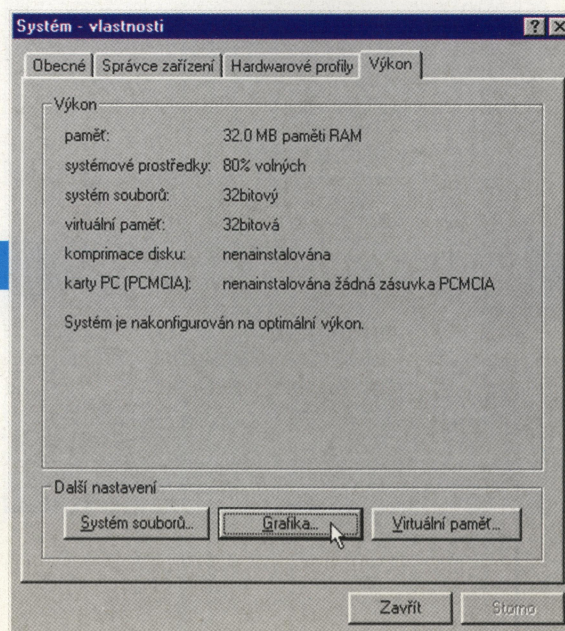 Systém - vlastnosti
Obecné Správce zařízení Hardwarové profily Výkon
Výkon
paměť: 32.0 MB paměti RAM
systémové prostředky: 80% volných
systém souborů: 32bitový
virtuální paměť: 32bitová
komprimace disku: nenainstalována
karty PC (PCMCIA): nenainstalována žádná zásuvka PCMCIA
Systém je nakonfigurován na optimální výkon.
Další nastavení
Systém souborů... Grafika... Virtuální paměť...
Zavřít Storno